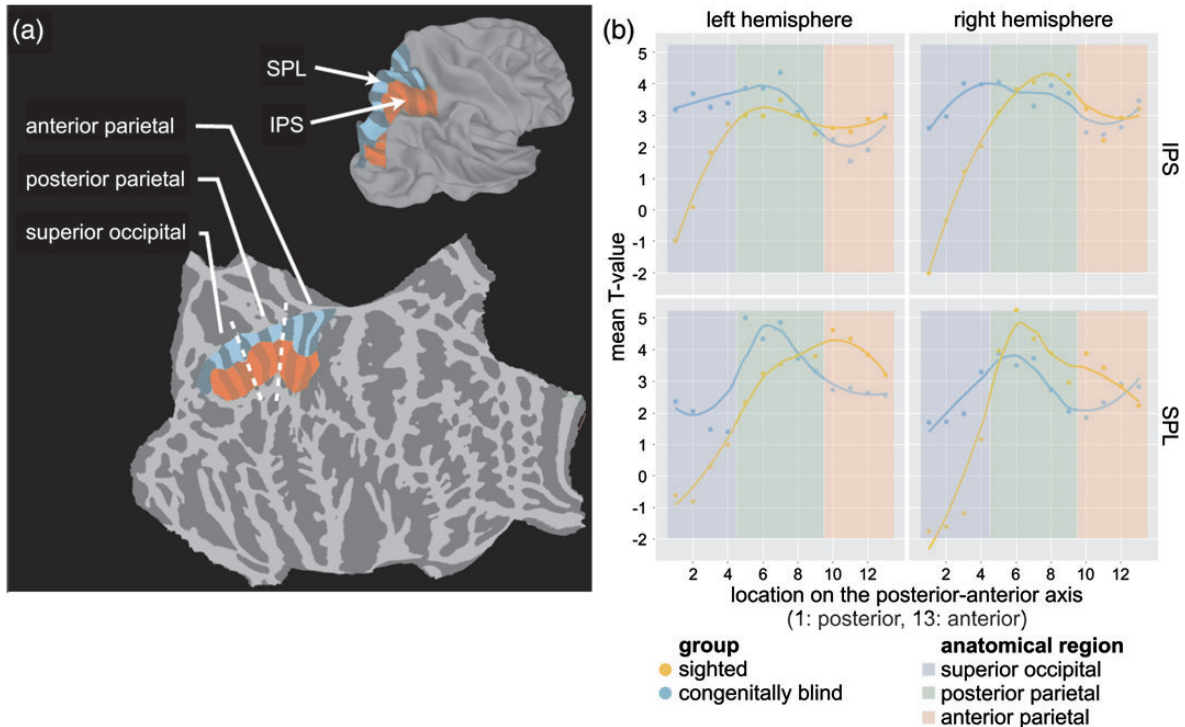 (a)
SPL
IPS
anterior parietal
posterior parietal
superior occipital
(b)
left hemisphere
right hemisphere
5
4
3
2
1
0
-1
-2
IPS
mean T-value
5
4
3
2
1
0
-1
-2
SPL
2 4 6 8 10 12
2 4 6 8 10 12
location on the posterior-anterior axis
(1: posterior, 13: anterior)
group
sighted
congenitally blind
anatomical region
superior occipital
posterior parietal
anterior parietal